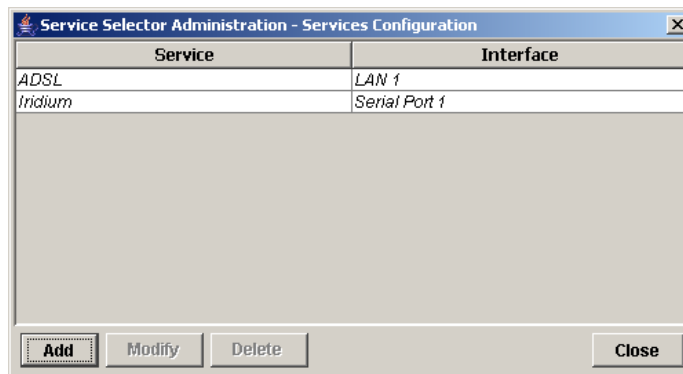 Service Selector Administration - Services Configuration
Service Interface
ADSL LAN 1
Iridium Serial Port 1
Add Modify Delete Close